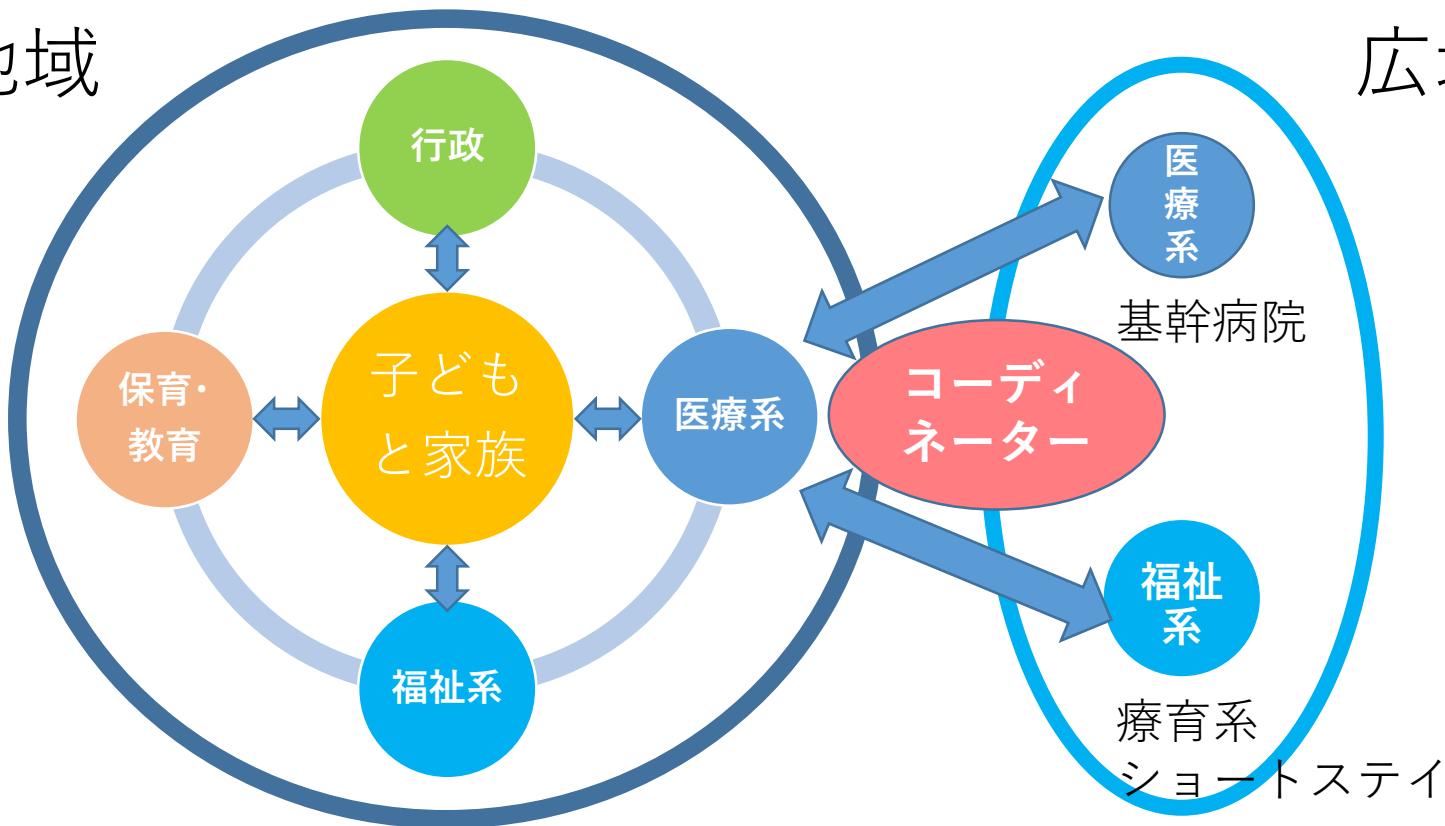 地域
広域
行政
医
療
系
基幹病院
保育・
教育
子ども
と家族
医療系
コーディ
ネーター
福祉
系
福祉系
療育系
ショートステイ